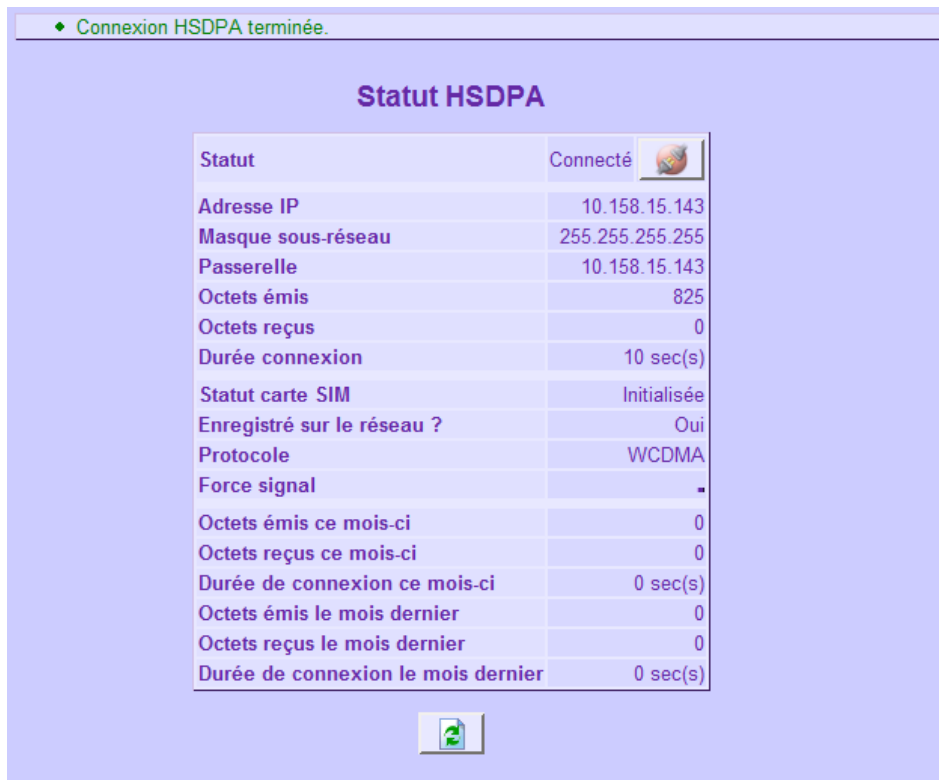 Connexion HSDPA terminée.
Statut HSDPA
Statut Connecté
Adresse IP 10.158.15.143
Masque sous-réseau 255.255.255.255
Passerelle 10.158.15.143
Octets émis 825
Octets reçus 0
Durée connexion 10 sec(s)
Statut carte SIM Initialisée
Enregistré sur le réseau ? Oui
Protocole WCDMA
Force signal
Octets émis ce mois-ci 0
Octets reçus ce mois-ci 0
Durée de connexion ce mois-ci 0 sec(s)
Octets émis le mois dernier 0
Octets reçus le mois dernier 0
Durée de connexion le mois dernier 0 sec(s)